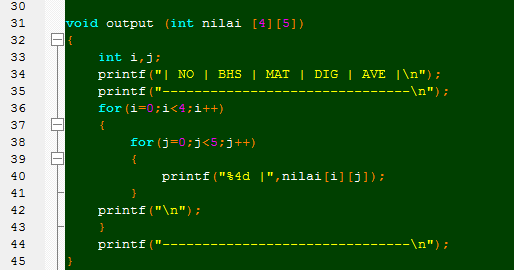 30
31 void output (int nilai [4][5])
32 {
33 int i,j;
34 printf("| NO | BHS | MAT | DIG | AVE |\n");
35 printf("-------------------------------\n");
36 for(i=0;i<4;i++)
37 {
38 for(j=0;j<5;j++)
39 {
40 printf("%4d |",nilai[i][j]);
41 }
42 printf("\n");
43 }
44 printf("-------------------------------\n");
45 }